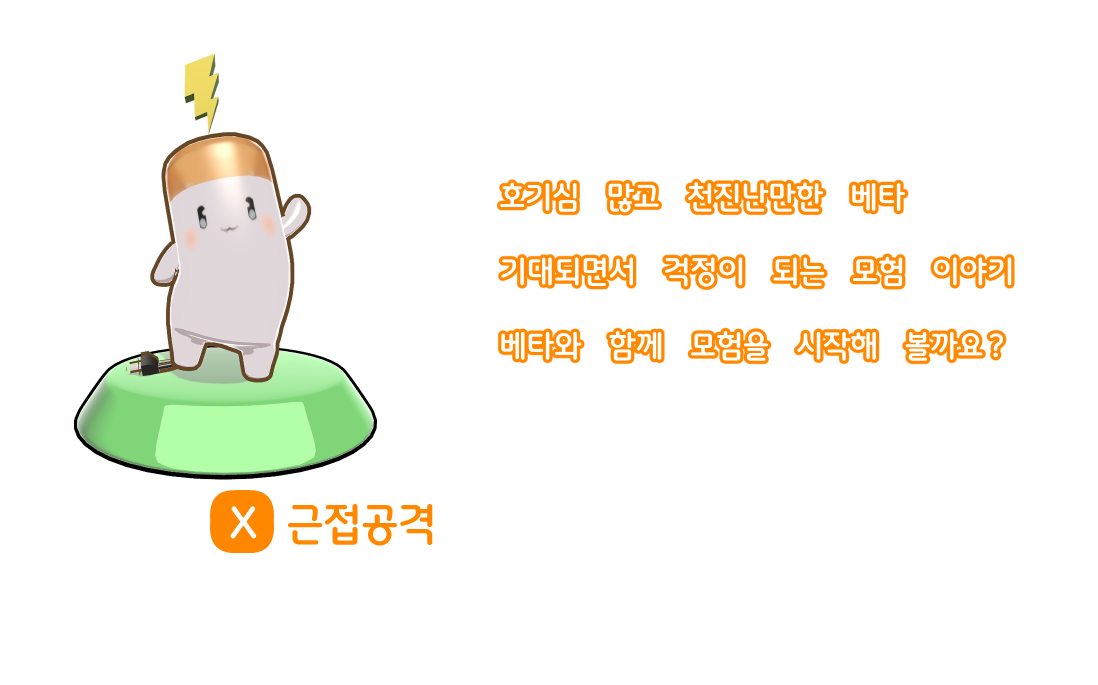 호기심 많고 천진난만한 베타
기대되면서 걱정이 되는 모험 이야기
베타와 함께 모험을 시작해 볼까요?
X 근접공격